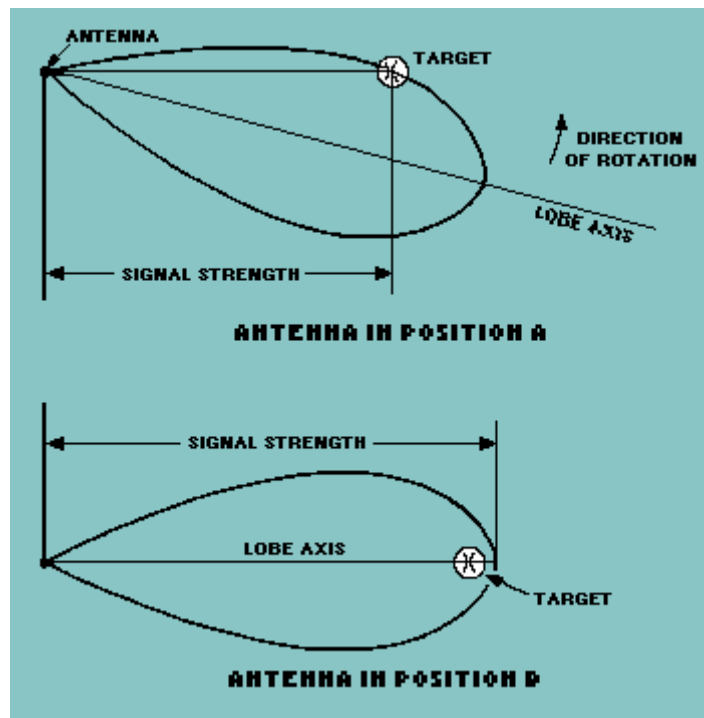 ANTENNA
TARGET
DIRECTION
OF ROTATION
LOBE AXIS
SIGNAL STRENGTH
ANTENNA IN POSITION A
SIGNAL STRENGTH
LOBE AXIS
TARGET
ANTENNA IN POSITION B